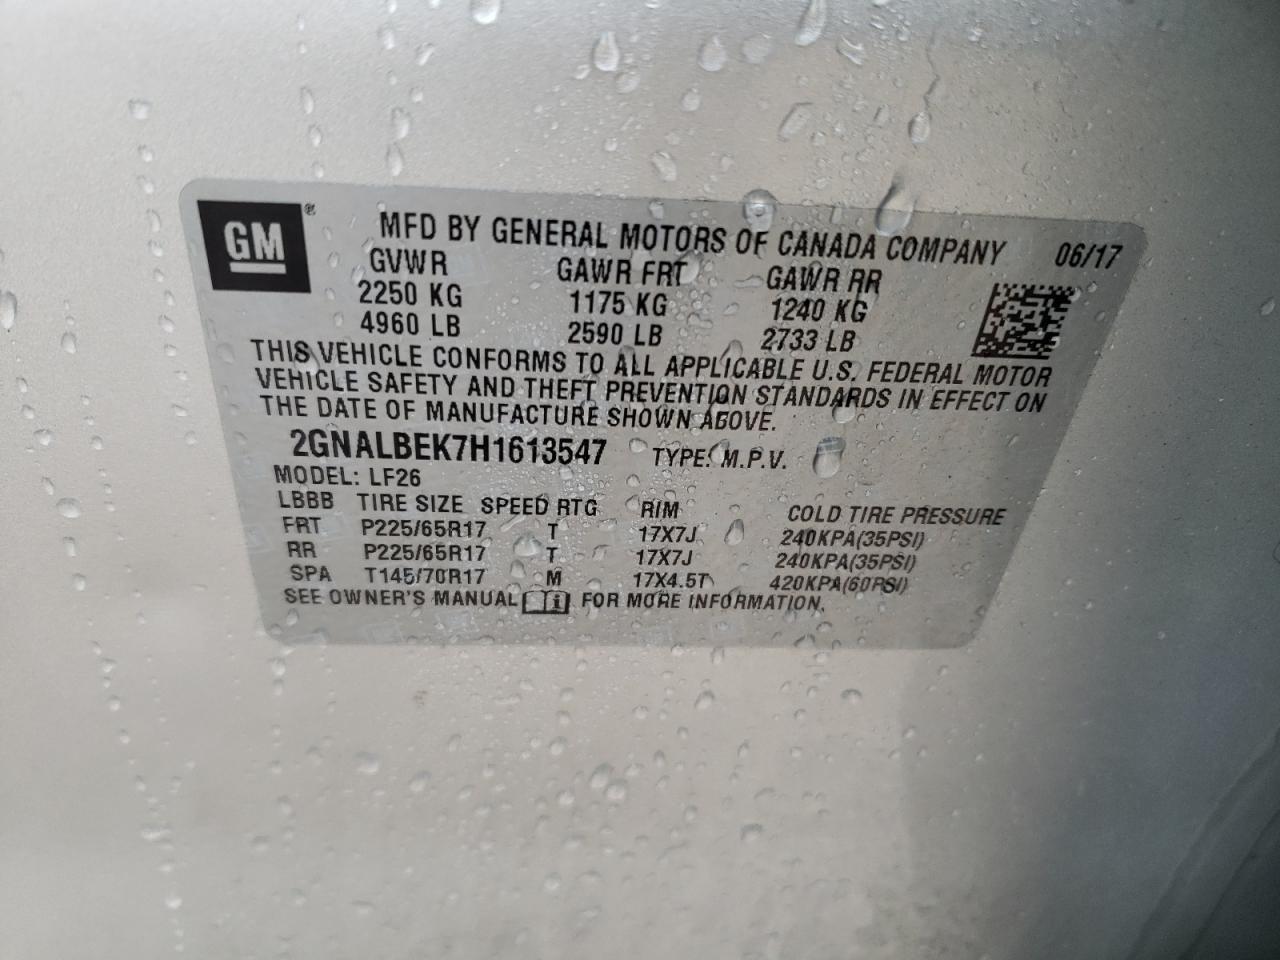 GM®
MFD BY GENERAL MOTORS OF CANADA COMPANY 06/17
GVWR GAWR FRT GAWR RR
2250 KG 1175 KG 1240 KG
4960 LB 2590 LB 2733 LB
THIS VEHICLE CONFORMS TO ALL APPLICABLE U.S. FEDERAL MOTOR
VEHICLE SAFETY AND THEFT PREVENTION STANDARDS IN EFFECT ON
THE DATE OF MANUFACTURE SHOWN ABOVE.
2GNALBEK7H1613547 TYPE: M.P.V.
MODEL: LF26
LBBB TIRE SIZE SPEED RTG RIM COLD TIRE PRESSURE
FRT P225/65R17 T 17X7J 240KPA(35PSI)
RR P225/65R17 T 17X7J 240KPA(35PSI)
SPA T145/70R17 M 17X4.5T 420KPA(60PSI)
SEE OWNER'S MANUAL i FOR MORE INFORMATION.